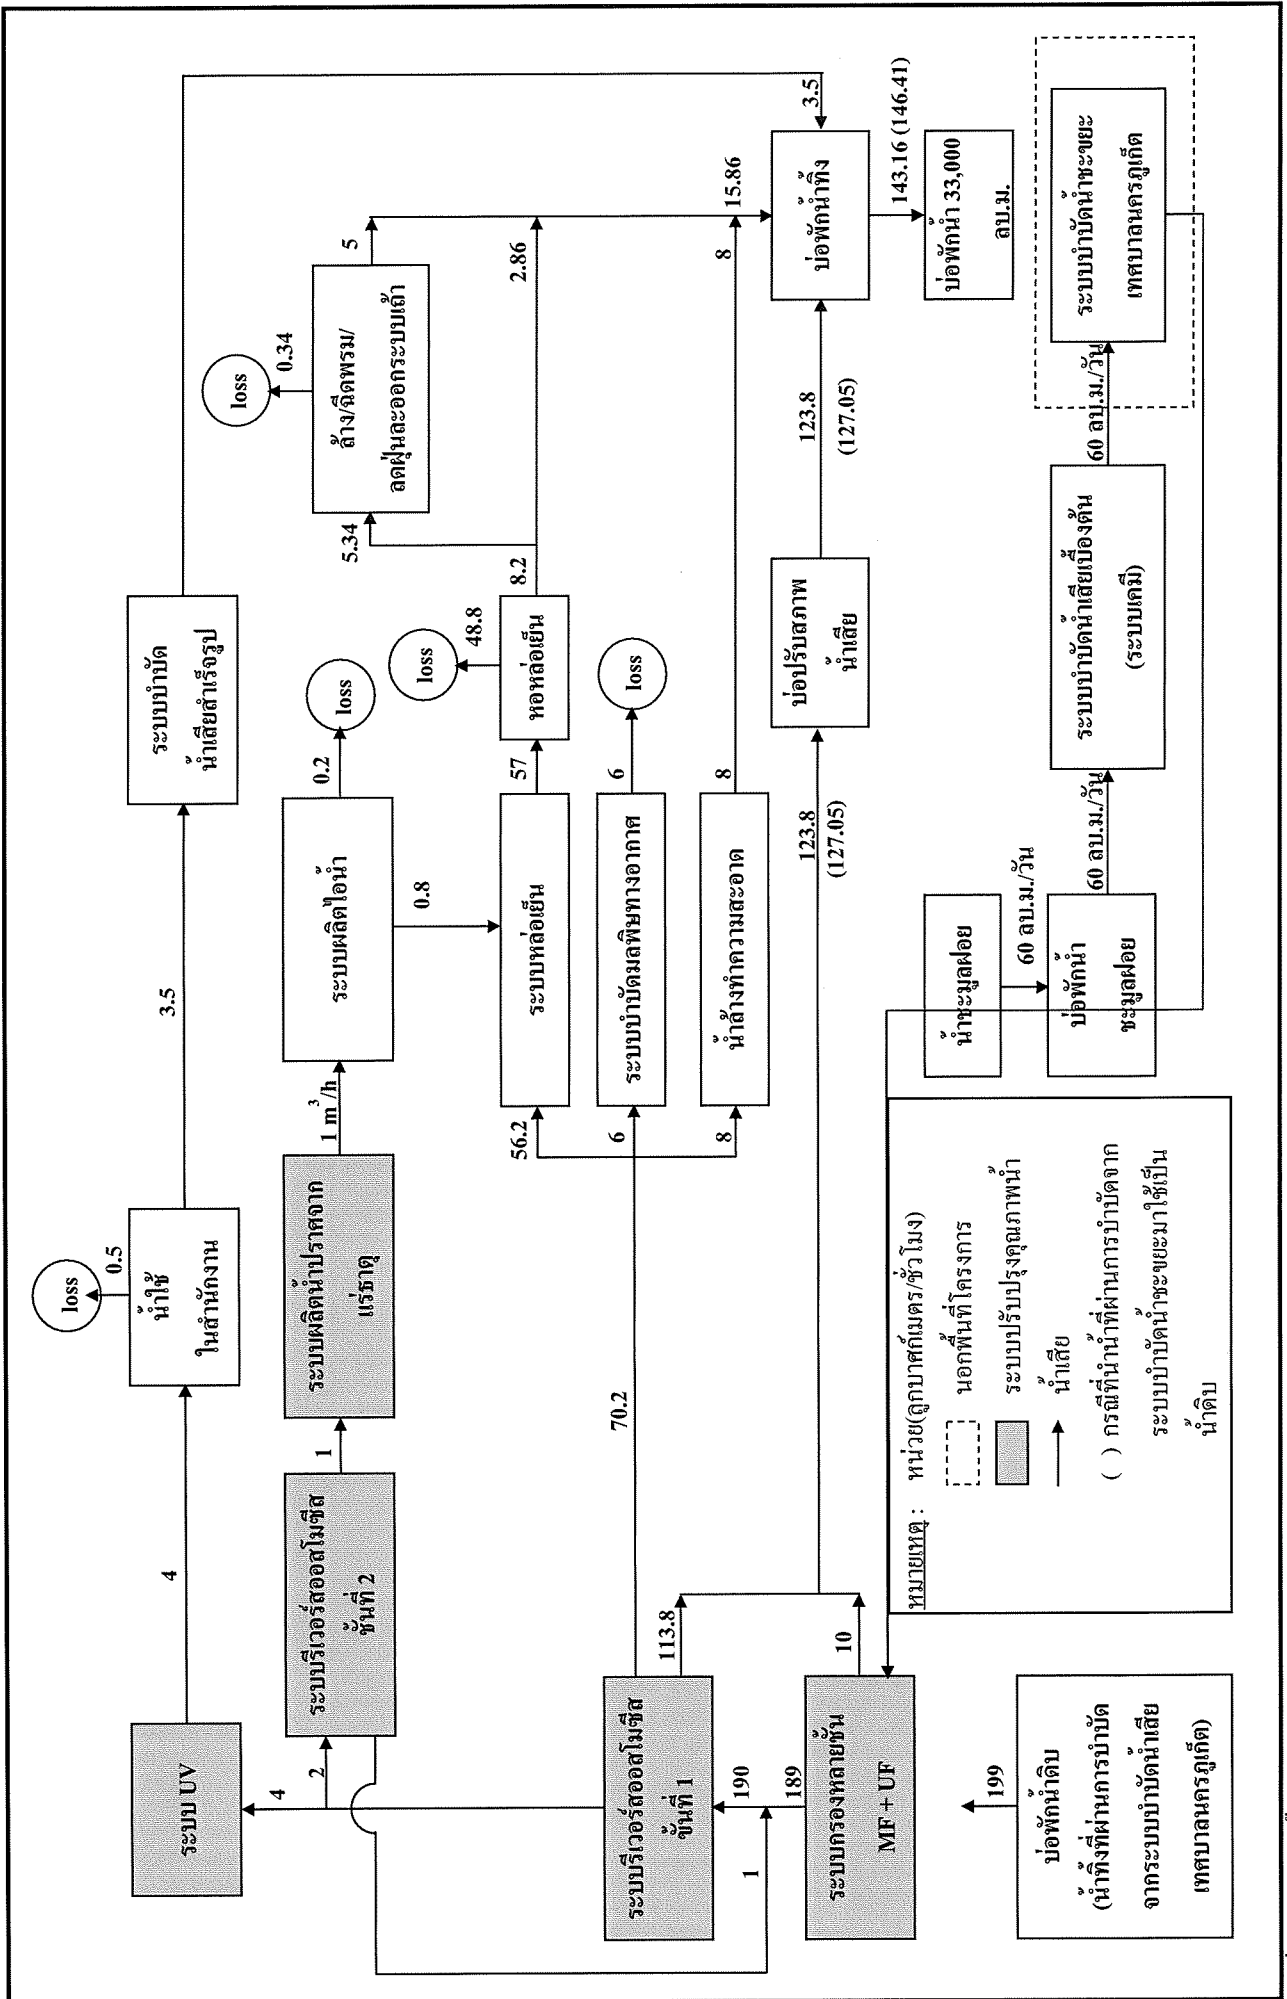 ระบบ UV
4
น้ำใช้
ในสำนักงาน
0.5
loss
3.5
ระบบบำบัด
น้ำเสียสำเร็จรูป
4
2
ระบบรีเวอร์สออสโมซีส
ขั้นที่ 2
1
ระบบผลิตน้ำปราศจาก
แร่ธาตุ
1 m³/h
ระบบผลิตไอน้ำ
0.2
loss
0.8
ระบบหล่อเย็น
57
หอหล่อเย็น
48.8
loss
8.2
5.34
ล้าง/ฉีดพรม/
ลดฝุ่นละออกระบบเถ้า
0.34
loss
5
2.86
15.86
56.2
6
8
ระบบบำบัดมลพิษทางอากาศ
6
loss
น้ำล้างทำความสะอาด
8
8
70.2
ระบบรีเวอร์สออสโมซีส
ขั้นที่ 1
113.8
10
190
189
1
ระบบกรองหลายชั้น
MF + UF
123.8
(127.05)
บ่อปรับสภาพ
น้ำเสีย
123.8
(127.05)
บ่อพักน้ำทิ้ง
3.5
143.16 (146.41)
บ่อพักน้ำ 33,000
ลบ.ม.
199
บ่อพักน้ำดิบ
(น้ำทิ้งที่ผ่านการบำบัด
จากระบบบำบัดน้ำเสีย
เทศบาลนครภูเก็ต)
น้ำชะมูลฝอย
60 ลบ.ม./วัน
บ่อพักน้ำ
ชะมูลฝอย
60 ลบ.ม./วัน
ระบบบำบัดน้ำเสียเบื้องต้น
(ระบบเคมี)
60 ลบ.ม./วัน
ระบบบำบัดน้ำชะขยะ
เทศบาลนครภูเก็ต
หมายเหตุ : หน่วย(ลูกบาศก์เมตร/ชั่วโมง)
นอกพื้นที่โครงการ
ระบบปรับปรุงคุณภาพน้ำ
น้ำเสีย
( ) กรณีที่นำน้ำที่ผ่านการบำบัดจาก
ระบบบำบัดน้ำชะขยะมาใช้เป็น
น้ำดิบ